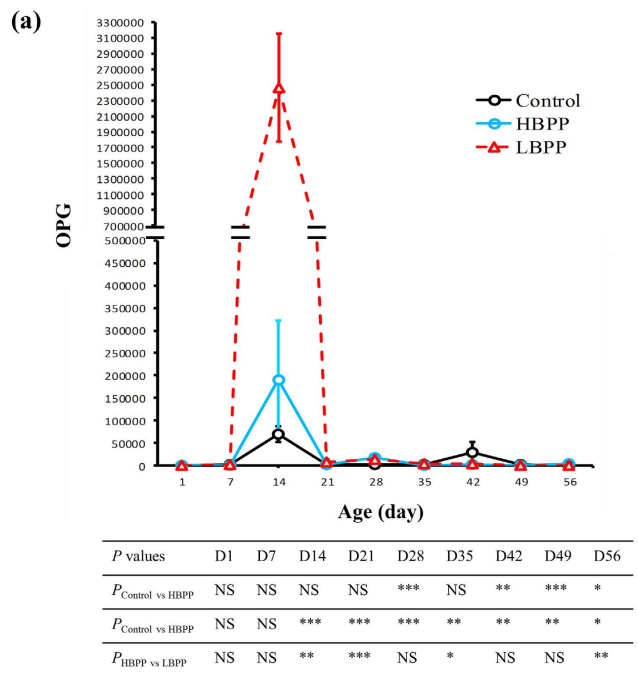 (a)
3300000
3100000
2900000
2700000
2500000
2300000
2100000
1900000
1700000
1500000
1300000
1100000
900000
700000
500000
450000
400000
350000
300000
250000
200000
150000
100000
50000
0
OPG
Control
HBPP
LBPP
1 7 14 21 28 35 42 49 56
Age (day)
P values D1 D7 D14 D21 D28 D35 D42 D49 D56
P Control vs HBPP NS NS NS NS *** NS ** *** *
P Control vs HBPP NS NS *** *** *** ** ** ** *
P HBPP vs LBPP NS NS ** *** NS * NS NS **